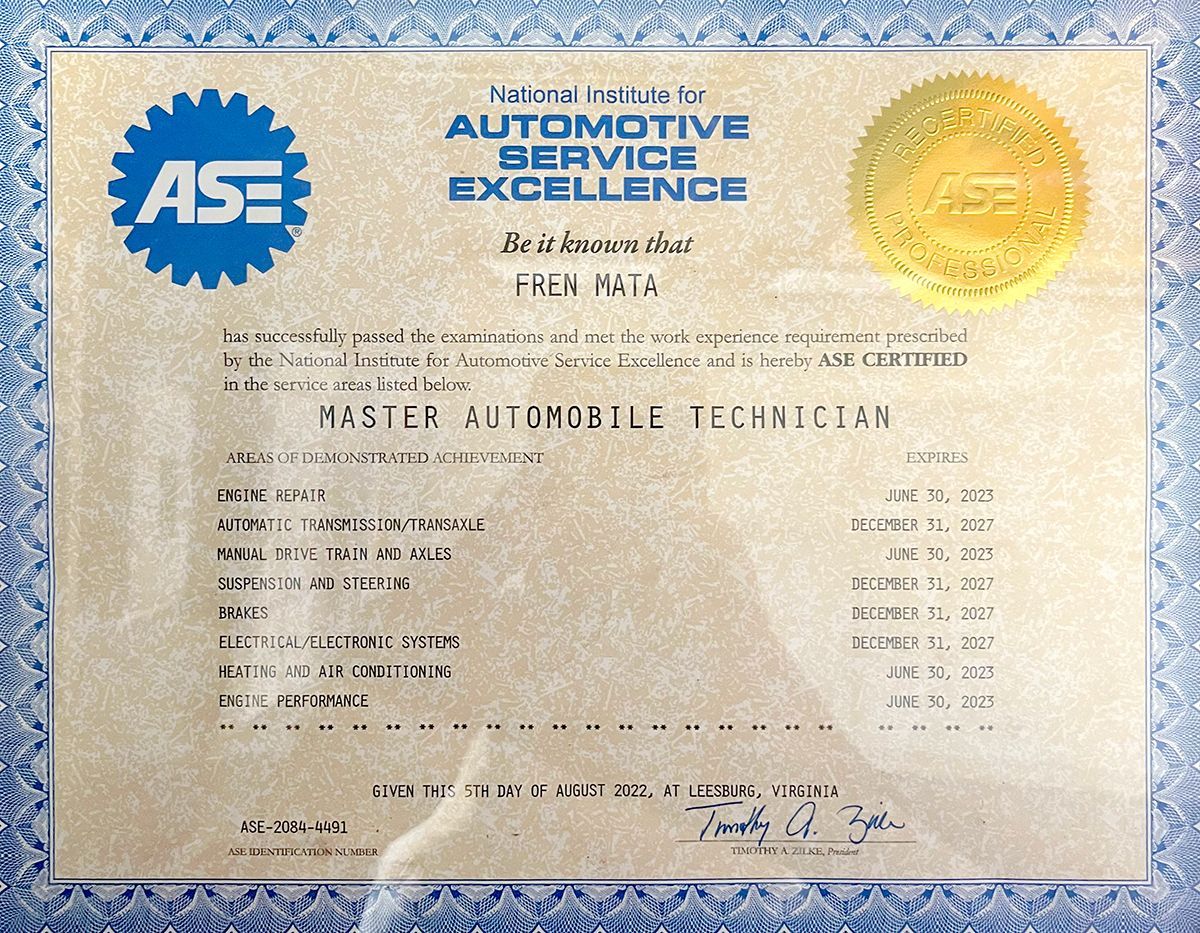 ASE®
National Institute for
AUTOMOTIVE
SERVICE
EXCELLENCE
RECERTIFIED
ASE
PROFESSIONAL
Be it known that
FREN MATA
has successfully passed the examinations and met the work experience requirement prescribed
by the National Institute for Automotive Service Excellence and is hereby ASE CERTIFIED
in the service areas listed below.
MASTER AUTOMOBILE TECHNICIAN
AREAS OF DEMONSTRATED ACHIEVEMENT EXPIRES
ENGINE REPAIR JUNE 30, 2023
AUTOMATIC TRANSMISSION/TRANSAXLE DECEMBER 31, 2027
MANUAL DRIVE TRAIN AND AXLES JUNE 30, 2023
SUSPENSION AND STEERING DECEMBER 31, 2027
BRAKES DECEMBER 31, 2027
ELECTRICAL/ELECTRONIC SYSTEMS DECEMBER 31, 2027
HEATING AND AIR CONDITIONING JUNE 30, 2023
ENGINE PERFORMANCE JUNE 30, 2023
** ** ** ** ** ** ** ** ** ** ** ** ** ** ** ** ** ** ** ** ** ** **
GIVEN THIS 5TH DAY OF AUGUST 2022, AT LEESBURG, VIRGINIA
Timothy A. Zilke
ASE-2084-4491
ASE IDENTIFICATION NUMBER
TIMOTHY A. ZILKE, President